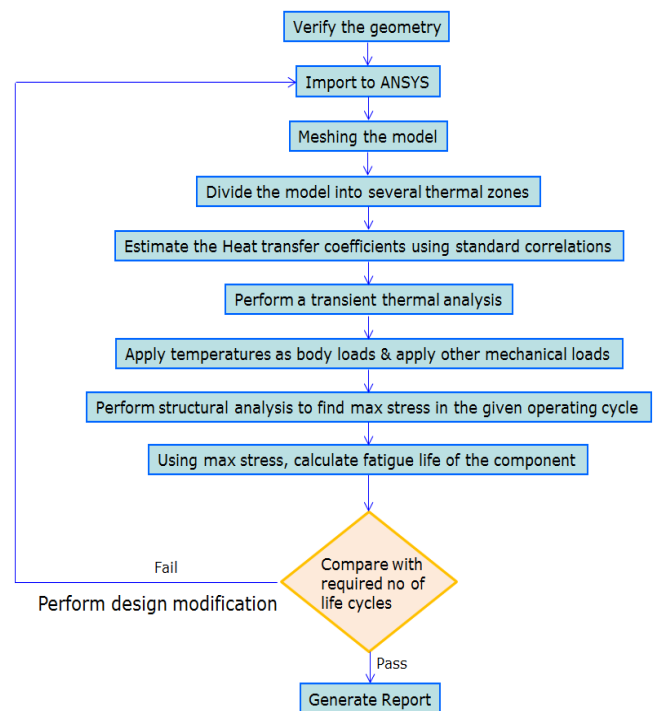 Verify the geometry
Import to ANSYS
Meshing the model
Divide the model into several thermal zones
Estimate the Heat transfer coefficients using standard correlations
Perform a transient thermal analysis
Apply temperatures as body loads & apply other mechanical loads
Perform structural analysis to find max stress in the given operating cycle
Using max stress, calculate fatigue life of the component
Compare with
required no of
life cycles
Fail
Perform design modification
Pass
Generate Report